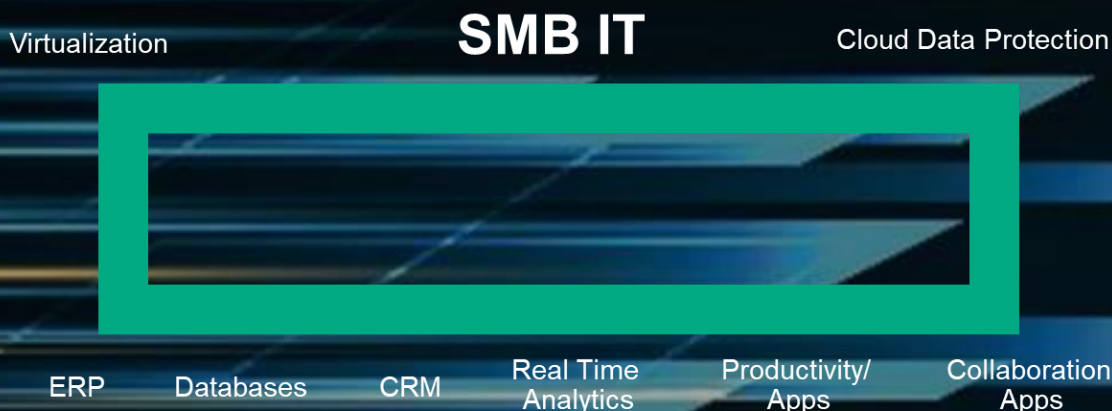 Virtualization
SMB IT
Cloud Data Protection
ERP
Databases
CRM
Real Time
Analytics
Productivity/
Apps
Collaboration
Apps